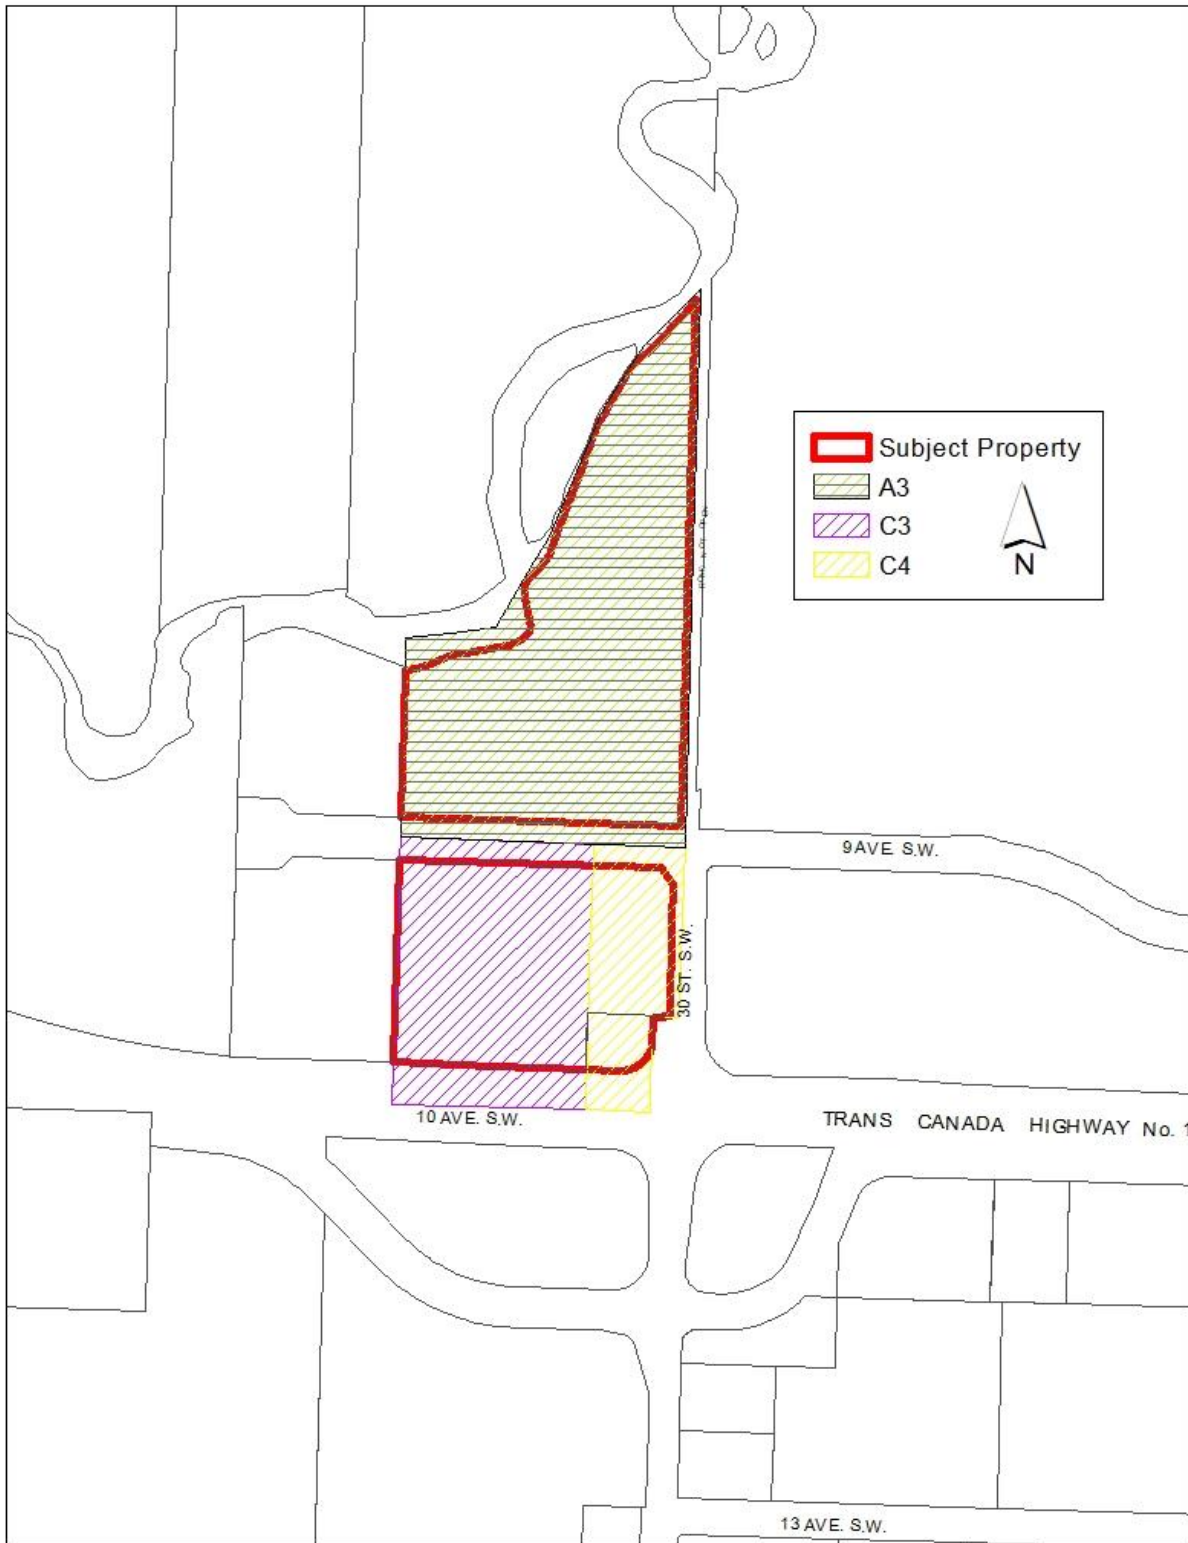 Subject Property
A3
C3
C4
N
9 AVE S.W.
30 ST. S.W.
10 AVE. S.W.
TRANS CANADA HIGHWAY No. 1
13 AVE. S.W.